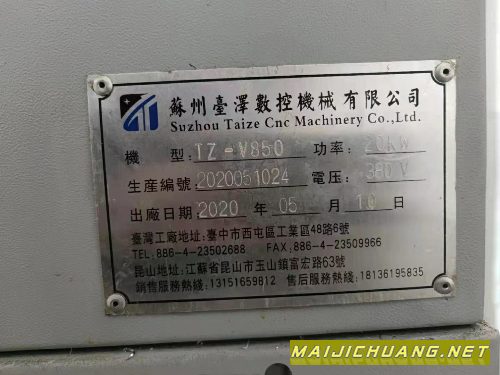 蘇州臺澤數控機械有限公司
Suzhou Taize Cnc Machinery Co.,Ltd.
機 型: TZ-V850 功率: 20KW
生産編號: 2020051024 電壓: 380V
出廠日期: 2020 年 05 月 10 日
臺灣工廠地址:臺中市西屯區工業區48路6號
TEL.886-4-23502688 FAX.886-4-23509966
昆山地址:江蘇省昆山市玉山鎮富宏路63號
銷售服務熱綫:13151659812 售后服務熱綫:18136195835
MAIJICHUANG.NET